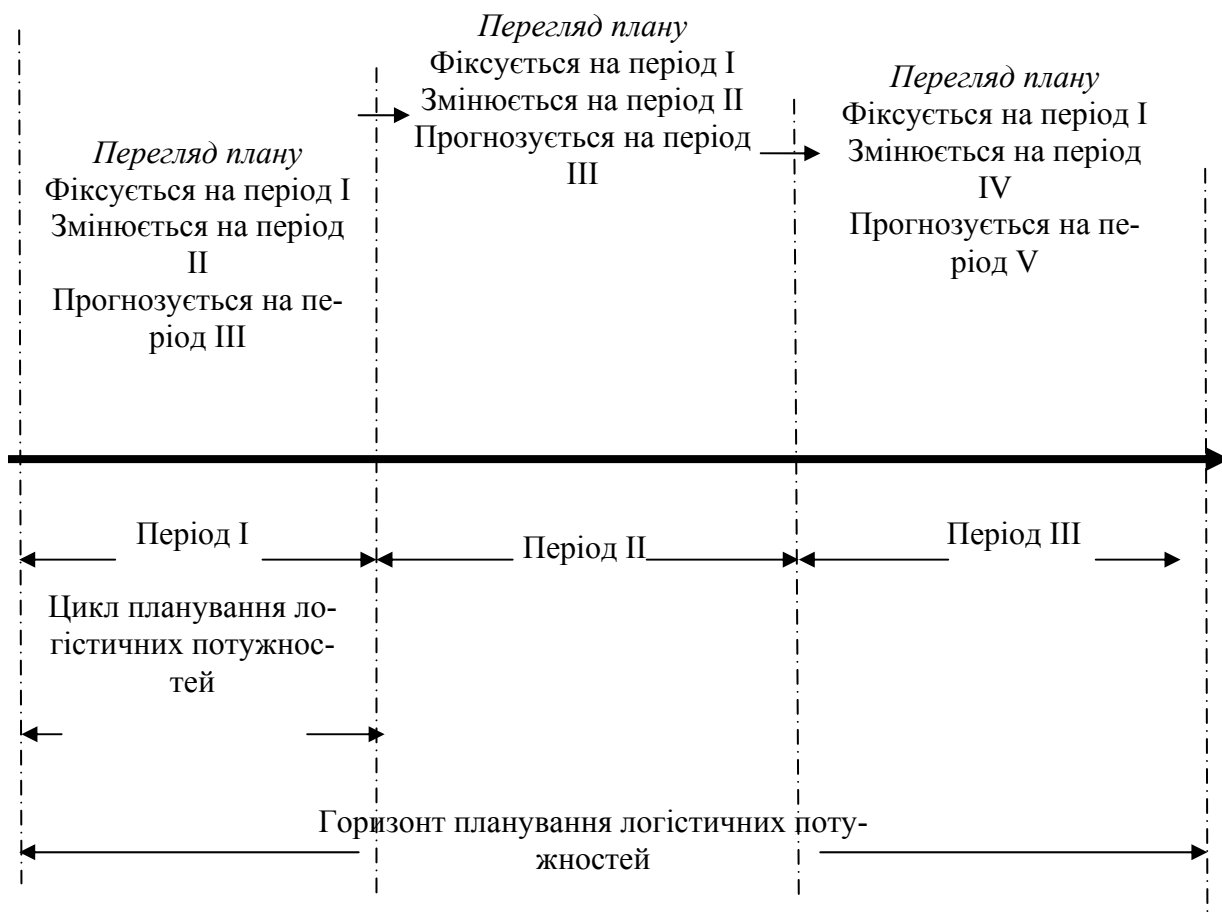 Перегляд плану
Фіксується на період І
Змінюється на період
ІІ
Прогнозується на пе-
ріод ІІІ
Перегляд плану
Фіксується на період І
Змінюється на період ІІ
Прогнозується на період
ІІІ
Перегляд плану
Фіксується на період І
Змінюється на період
IV
Прогнозується на пе-
ріод V
Період І
Період ІІ
Період ІІІ
Цикл планування ло-
гістичних потужнос-
тей
Горизонт планування логістичних поту-
жностей